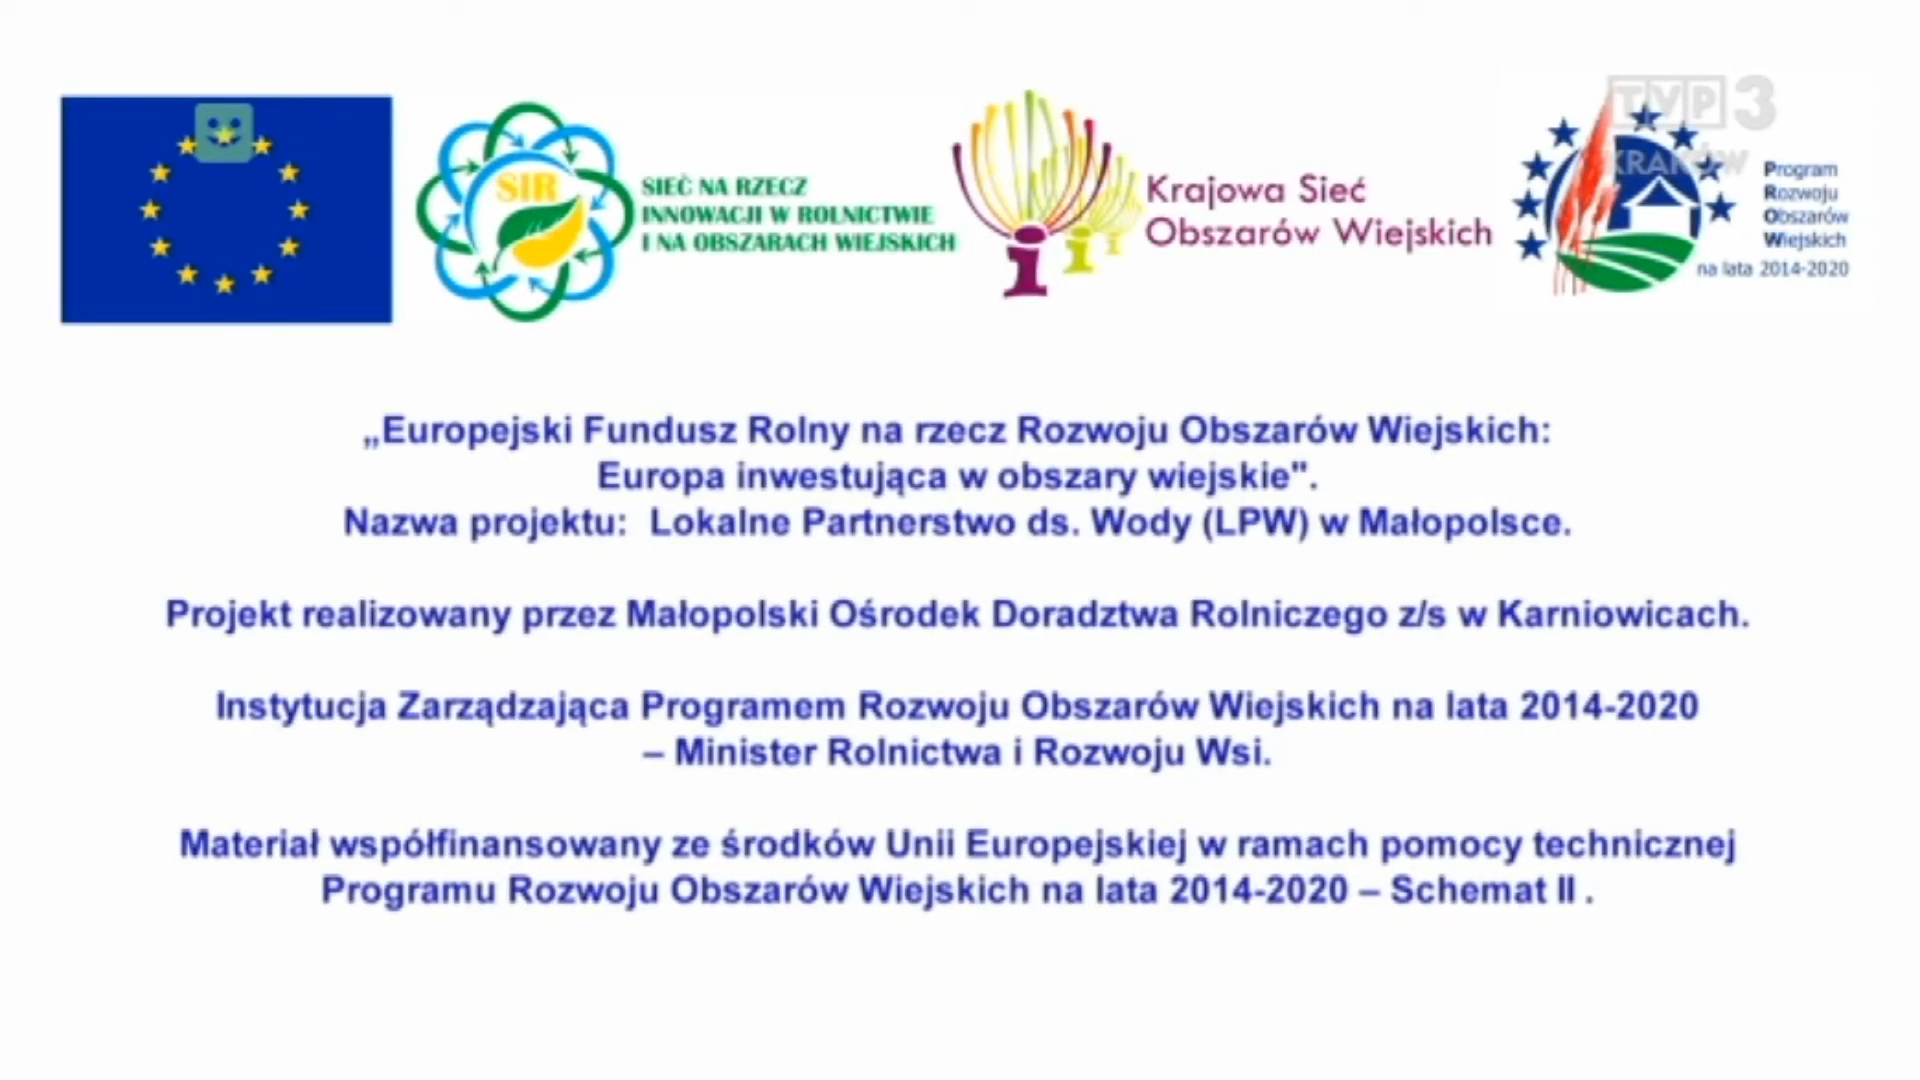 TVP3
KRAKÓW
SIR
SIEĆ NA RZECZ
INNOWACJI W ROLNICTWIE
I NA OBSZARACH WIEJSKICH
Krajowa Sieć
Obszarów Wiejskich
Program
Rozwoju
Obszarów
Wiejskich
na lata 2014-2020
„Europejski Fundusz Rolny na rzecz Rozwoju Obszarów Wiejskich:
Europa inwestująca w obszary wiejskie".
Nazwa projektu: Lokalne Partnerstwo ds. Wody (LPW) w Małopolsce.
Projekt realizowany przez Małopolski Ośrodek Doradztwa Rolniczego z/s w Karniowicach.
Instytucja Zarządzająca Programem Rozwoju Obszarów Wiejskich na lata 2014-2020
– Minister Rolnictwa i Rozwoju Wsi.
Materiał współfinansowany ze środków Unii Europejskiej w ramach pomocy technicznej
Programu Rozwoju Obszarów Wiejskich na lata 2014-2020 – Schemat II .